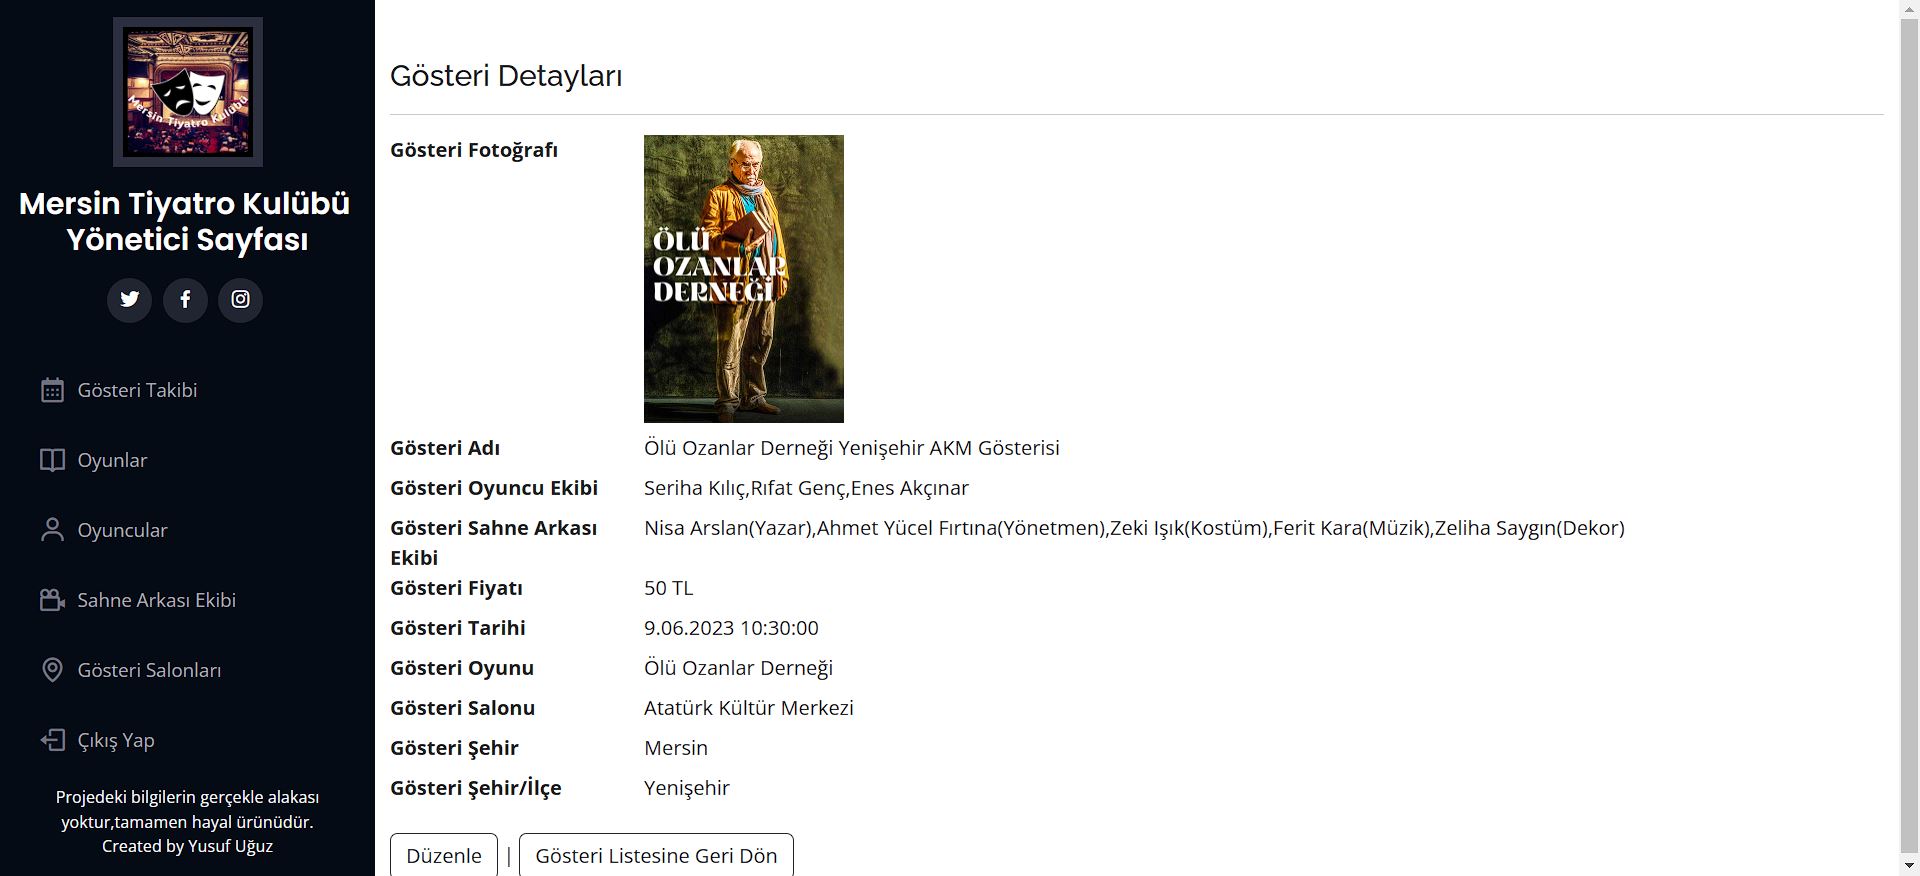 Mersin Tiyatro Kulübü
Mersin Tiyatro Kulübü
Yönetici Sayfası
Gösteri Takibi
Oyunlar
Oyuncular
Sahne Arkası Ekibi
Gösteri Salonları
Çıkış Yap
Projedeki bilgilerin gerçekle alakası
yoktur,tamamen hayal ürünüdür.
Created by Yusuf Uğuz
Gösteri Detayları
Gösteri Fotoğrafı
ÖLÜ
OZANLAR
DERNEĞİ
Gösteri Adı Ölü Ozanlar Derneği Yenişehir AKM Gösterisi
Gösteri Oyuncu Ekibi Seriha Kılıç,Rıfat Genç,Enes Akçınar
Gösteri Sahne Arkası Nisa Arslan(Yazar),Ahmet Yücel Fırtına(Yönetmen),Zeki Işık(Kostüm),Ferit Kara(Müzik),Zeliha Saygın(Dekor)
Ekibi
Gösteri Fiyatı 50 TL
Gösteri Tarihi 9.06.2023 10:30:00
Gösteri Oyunu Ölü Ozanlar Derneği
Gösteri Salonu Atatürk Kültür Merkezi
Gösteri Şehir Mersin
Gösteri Şehir/İlçe Yenişehir
Düzenle | Gösteri Listesine Geri Dön